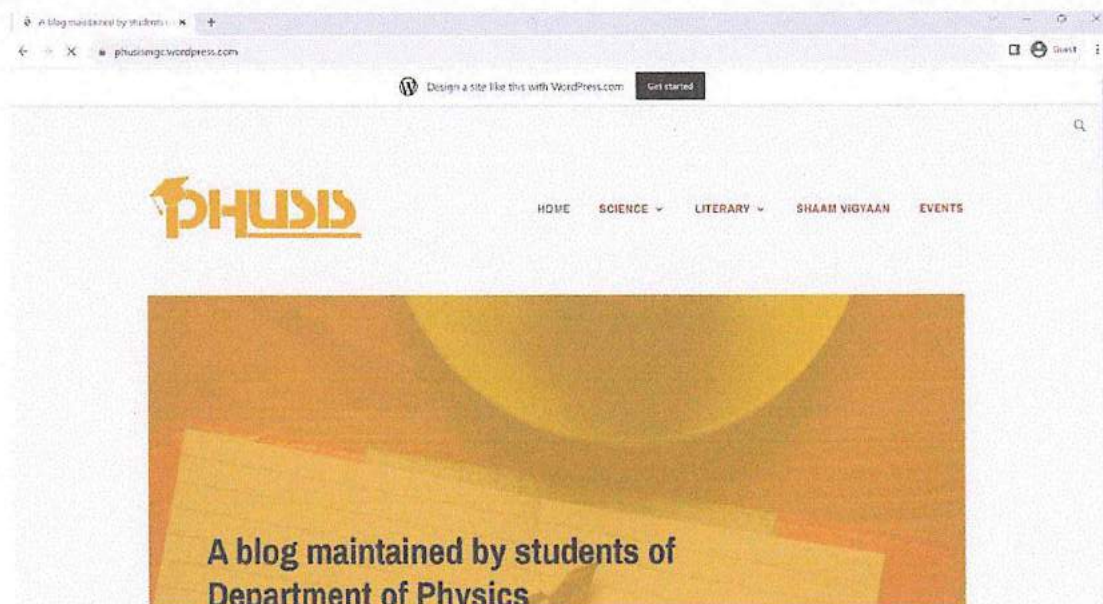 A blog maintained by students
phusismgc.wordpress.com
Guest
Design a site like this with WordPress.com Get started
PHUSIS
HOME SCIENCE LITERARY SHAAM VIGYAAN EVENTS
A blog maintained by students of
Department of Physics